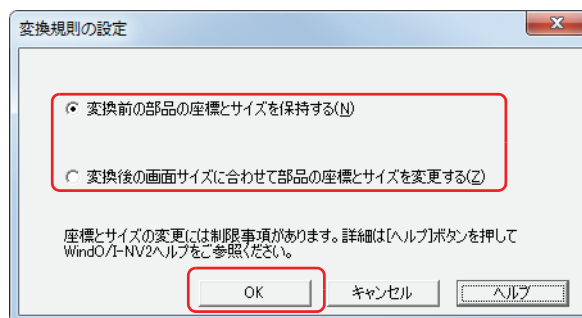 変換規則の設定
変換前の部品の座標とサイズを保持する(N)
変換後の画面サイズに合わせて部品の座標とサイズを変更する(Z)
座標とサイズの変更には制限事項があります。詳細は[ヘルプ]ボタンを押して
WindO/I-NV2ヘルプをご参照ください。
OK キャンセル ヘルプ